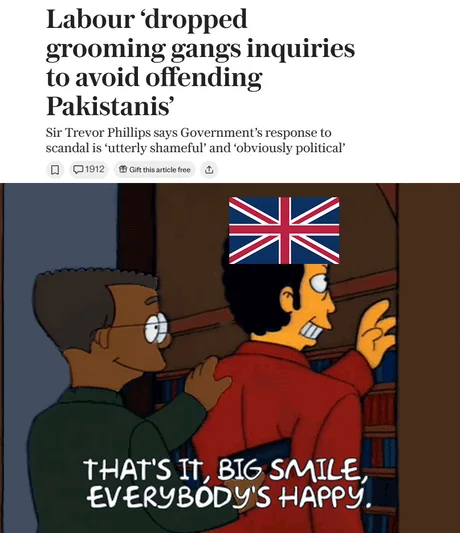 Labour ‘dropped
grooming gangs inquiries
to avoid offending
Pakistanis’
Sir Trevor Phillips says Government’s response to
scandal is ‘utterly shameful’ and ‘obviously political’
1912 Gift this article free
THAT'S IT, BIG SMILE,
EVERYBODY'S HAPPY.